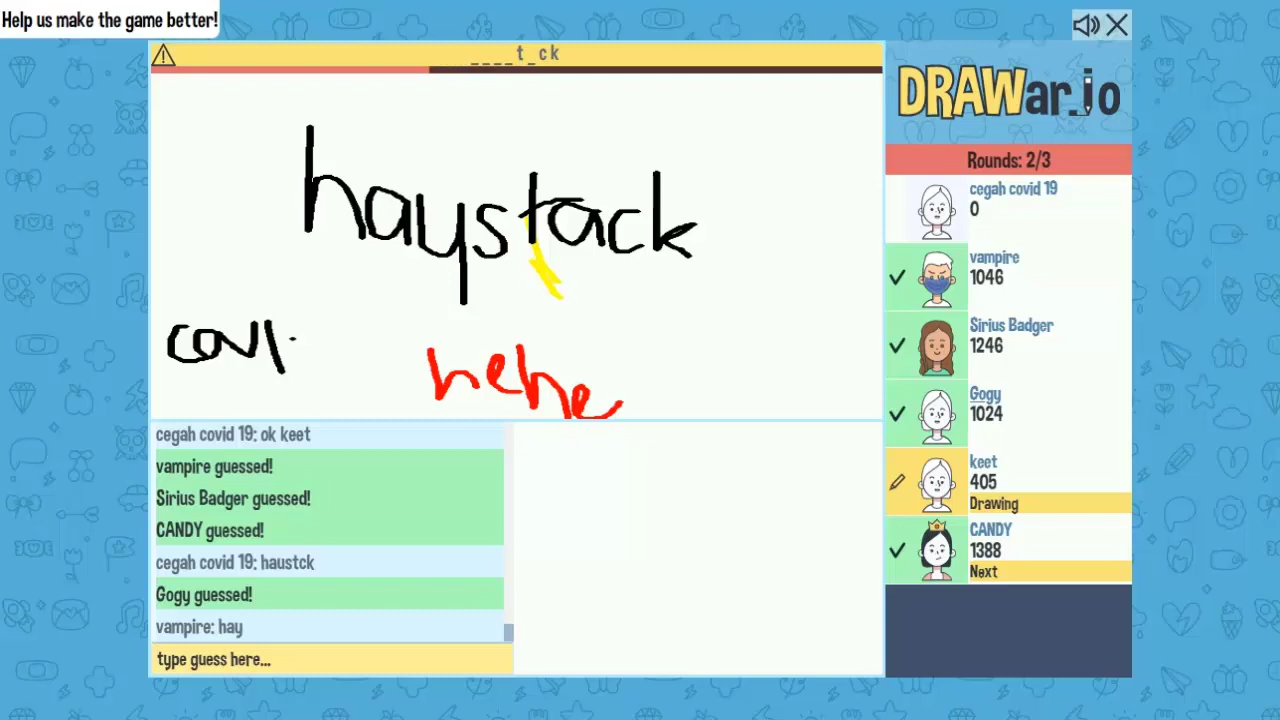 Help us make the game better!
____t_ck
DRAWar.io
Rounds: 2/3
haystack
hehe
cegah covid 19
0
vampire
1046
Sirius Badger
1246
Gogy
1024
keet
405
Drawing
CANDY
1388
Next
cegah covid 19: ok keet
vampire guessed!
Sirius Badger guessed!
CANDY guessed!
cegah covid 19: haustck
Gogy guessed!
vampire: hay
type guess here...